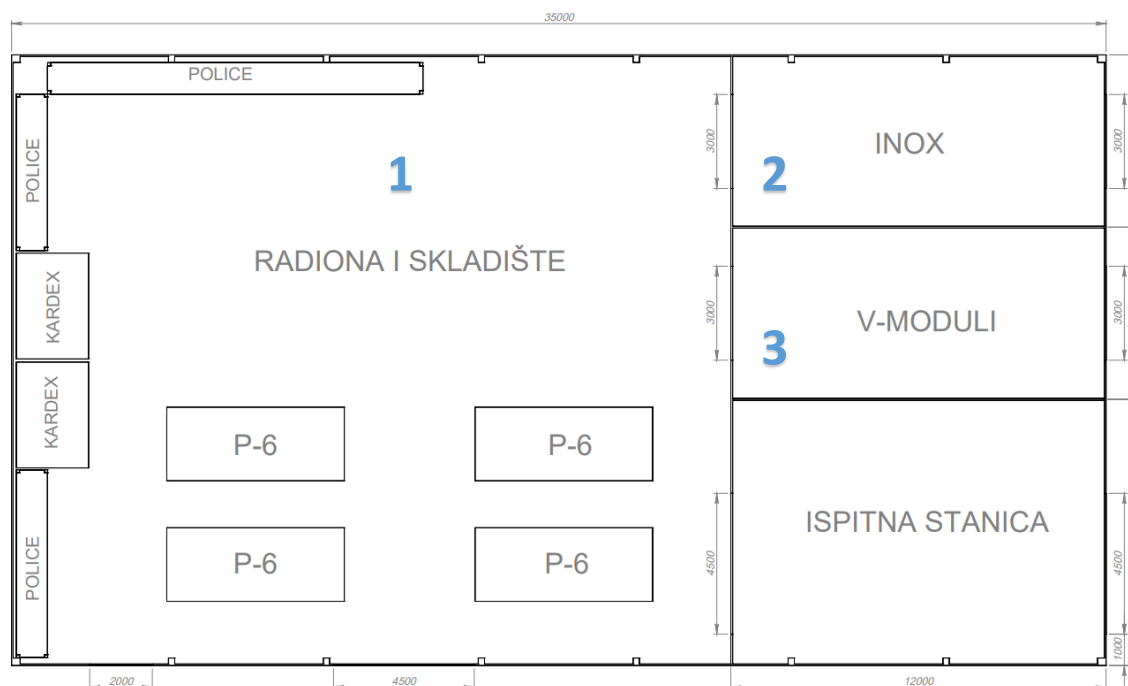 35000
POLICE
POLICE
1
3000
2
INOX
3000
RADIONA I SKLADIŠTE
KARDEX
3000
3
V-MODULI
3000
KARDEX
P-6
P-6
POLICE
P-6
P-6
4500
ISPITNA STANICA
4500
1000
2000
4500
12000